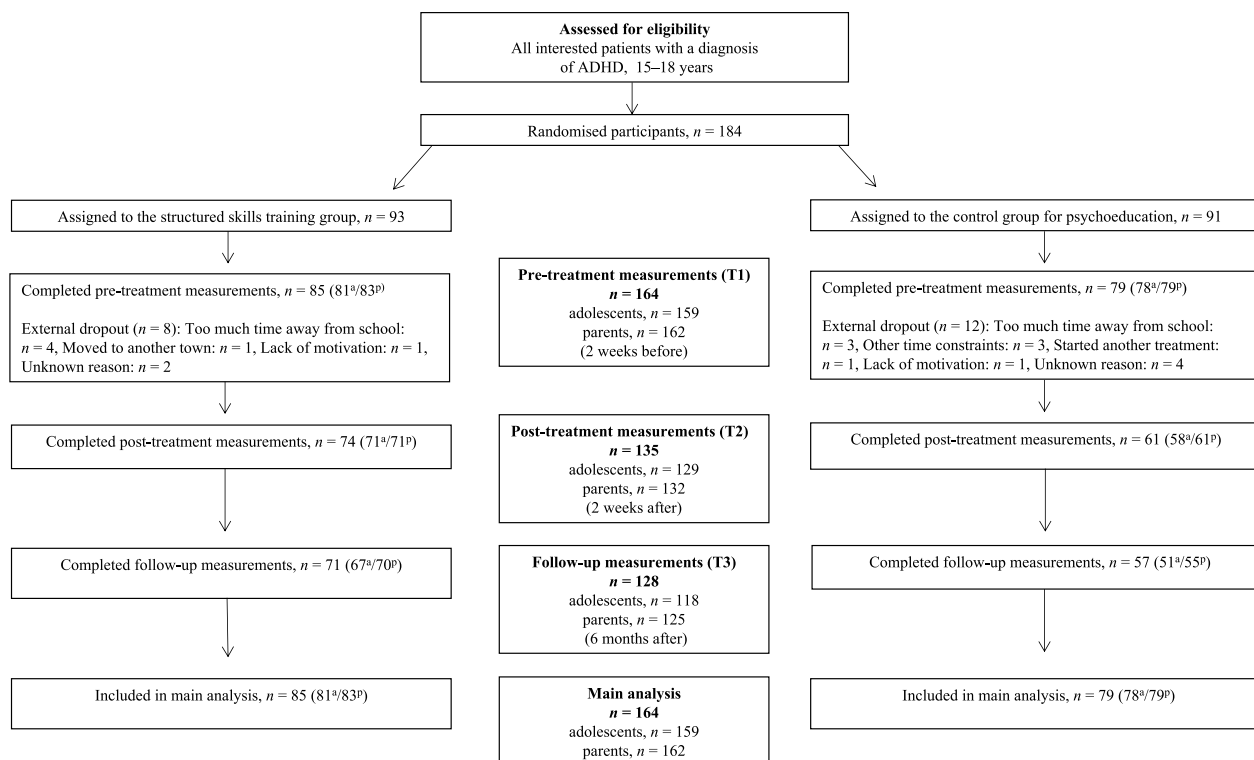 Assessed for eligibility
All interested patients with a diagnosis
of ADHD, 15–18 years
Randomised participants, n = 184
Assigned to the structured skills training group, n = 93
Assigned to the control group for psychoeducation, n = 91
Completed pre-treatment measurements, n = 85 (81ᵃ/83ᵖ)
External dropout (n = 8): Too much time away from school:
n = 4, Moved to another town: n = 1, Lack of motivation: n = 1,
Unknown reason: n = 2
Pre-treatment measurements (T1)
n = 164
adolescents, n = 159
parents, n = 162
(2 weeks before)
Completed pre-treatment measurements, n = 79 (78ᵃ/79ᵖ)
External dropout (n = 12): Too much time away from school:
n = 3, Other time constraints: n = 3, Started another treatment:
n = 1, Lack of motivation: n = 1, Unknown reason: n = 4
Completed post-treatment measurements, n = 74 (71ᵃ/71ᵖ)
Post-treatment measurements (T2)
n = 135
adolescents, n = 129
parents, n = 132
(2 weeks after)
Completed post-treatment measurements, n = 61 (58ᵃ/61ᵖ)
Completed follow-up measurements, n = 71 (67ᵃ/70ᵖ)
Follow-up measurements (T3)
n = 128
adolescents, n = 118
parents, n = 125
(6 months after)
Completed follow-up measurements, n = 57 (51ᵃ/55ᵖ)
Included in main analysis, n = 85 (81ᵃ/83ᵖ)
Main analysis
n = 164
adolescents, n = 159
parents, n = 162
Included in main analysis, n = 79 (78ᵃ/79ᵖ)